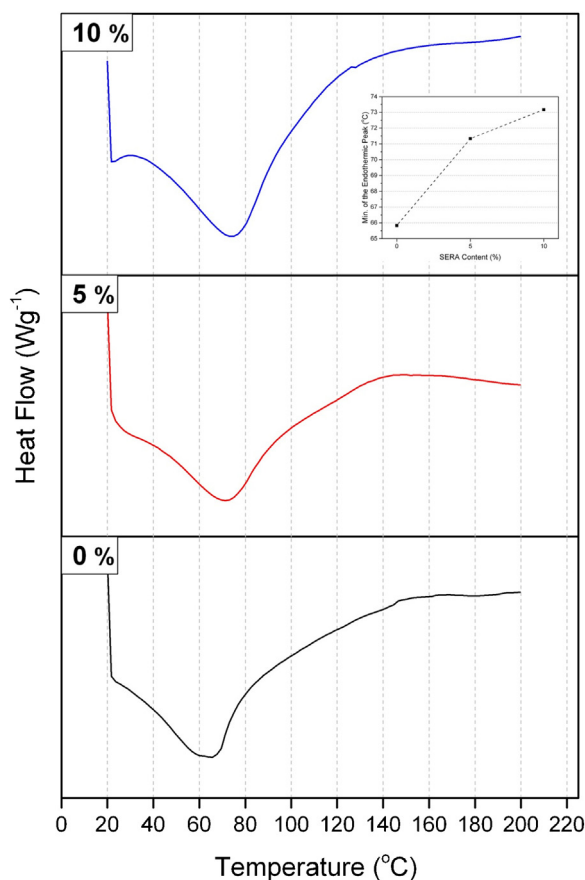 10 %
74
73
72
71
70
69
68
67
66
65
Min. of the Endothermic Peak (°C)
0 5 10
SERA Content (%)
5 %
0 %
Heat Flow (Wg⁻¹)
0 20 40 60 80 100 120 140 160 180 200 220
Temperature (°C)